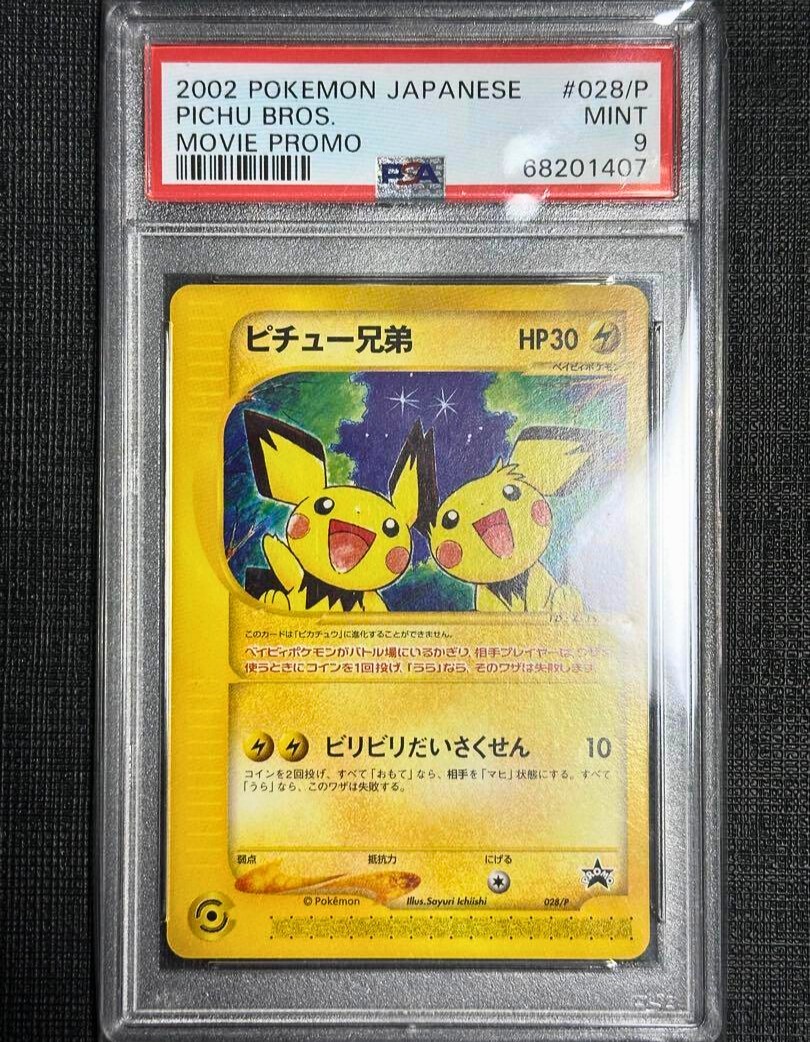 2002 POKEMON JAPANESE #028/P
PICHU BROS. MINT
MOVIE PROMO 9
PSA 68201407
ピチュー兄弟 HP30
ベイビィポケモン
このカードは「ピカチュウ」に進化することができません。
ベイビィポケモンがバトル場にいるかぎり、相手プレイヤーは、ワザを
使うときにコインを1回投げ、「うら」なら、そのワザは失敗します。
ビリビリだいさくせん 10
コインを2回投げ、すべて「おもて」なら、相手を「マヒ」状態にする。すべて
「うら」なら、このワザは失敗する。
弱点 抵抗力 にげる
PROMO
© Pokémon Illus.Sayuri Ichiishi 028/P